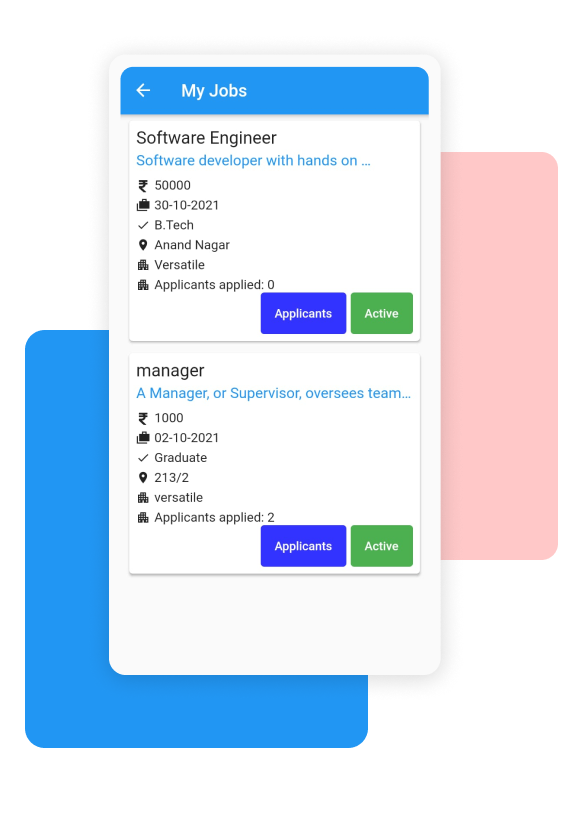 My Jobs
Software Engineer
Software developer with hands on ...
50000
30-10-2021
B.Tech
Anand Nagar
Versatile
Applicants applied: 0
Applicants Active
manager
A Manager, or Supervisor, oversees team...
1000
02-10-2021
Graduate
213/2
versatile
Applicants applied: 2
Applicants Active